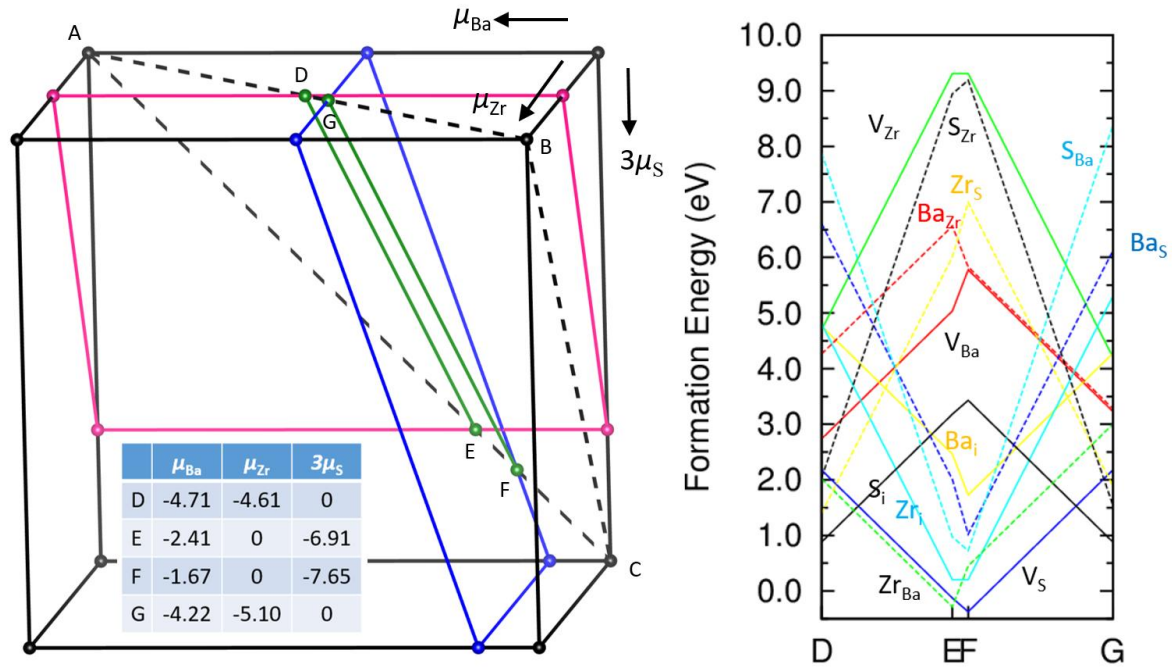 A
μBa
D
μZr
G
B
3μS
E
F
C
μBa μZr 3μS
D -4.71 -4.61 0
E -2.41 0 -6.91
F -1.67 0 -7.65
G -4.22 -5.10 0
Formation Energy (eV)
10.0
9.0
8.0
7.0
6.0
5.0
4.0
3.0
2.0
1.0
0.0
VZr
SZr
SBa
ZrS
BaZr
BaS
VBa
Bai
Si
Zri
ZrBa
VS
D EF G